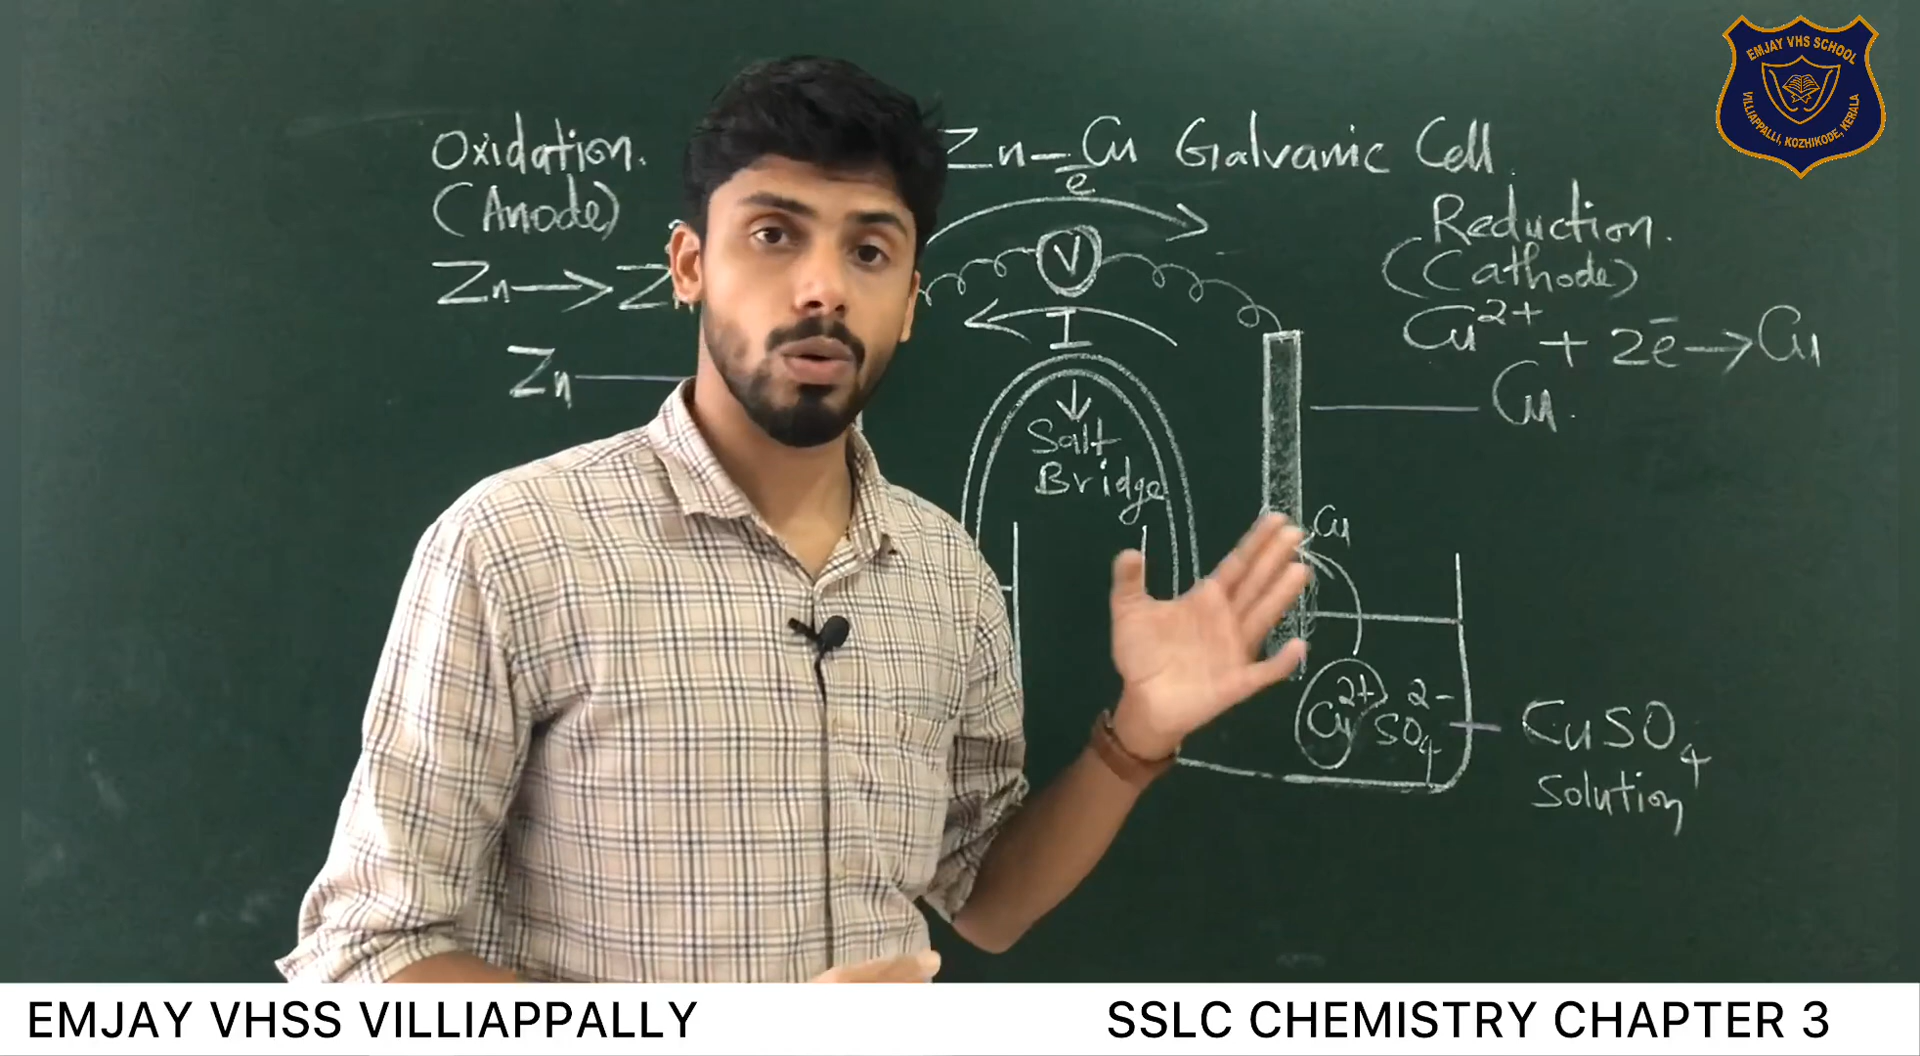 EMJAY VHS SCHOOL
VILLIAPPALLI, KOZHIKODE, KERALA
Zn–Cu Galvanic Cell
e̅
Oxidation.
(Anode)
Zn → Zn
Zn
V
I
Salt
Bridge
Reduction.
(Cathode)
Cu²⁺ + 2e̅ → Cu
Cu.
Cu
Cu²⁺ SO₄²⁻
CuSO₄
Solution
EMJAY VHSS VILLIAPPALLY
SSLC CHEMISTRY CHAPTER 3